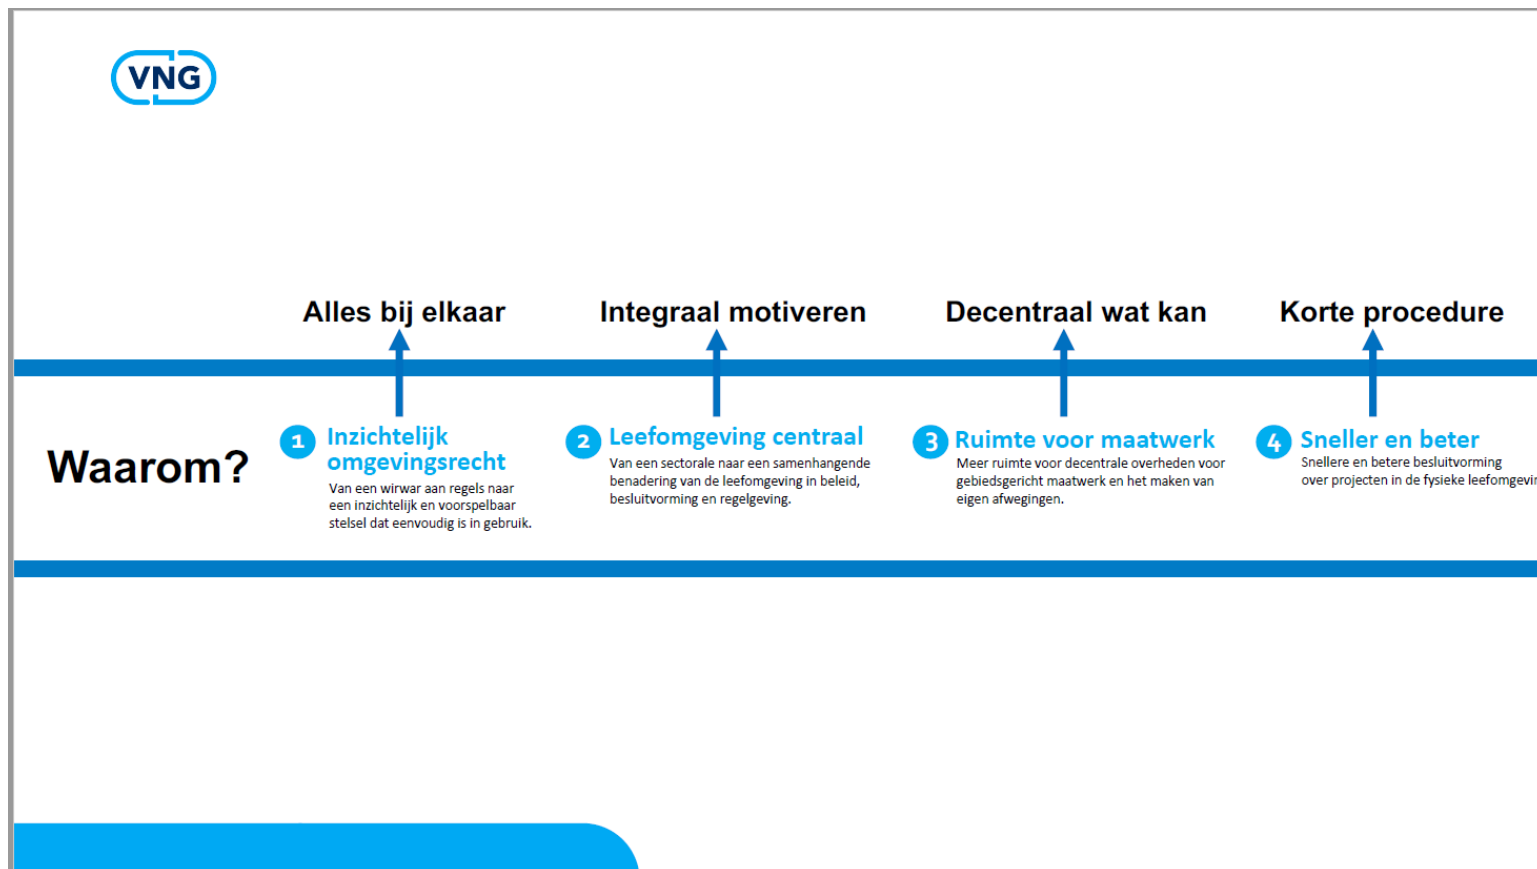 VNG
Alles bij elkaar
Integraal motiveren
Decentraal wat kan
Korte procedure
Waarom?
1 Inzichtelijk
omgevingsrecht
Van een wirwar aan regels naar
een inzichtelijk en voorspelbaar
stelsel dat eenvoudig is in gebruik.
2 Leefomgeving centraal
Van een sectorale naar een samenhangende
benadering van de leefomgeving in beleid,
besluitvorming en regelgeving.
3 Ruimte voor maatwerk
Meer ruimte voor decentrale overheden voor
gebiedsgericht maatwerk en het maken van
eigen afwegingen.
4 Sneller en beter
Snellere en betere besluitvorming
over projecten in de fysieke